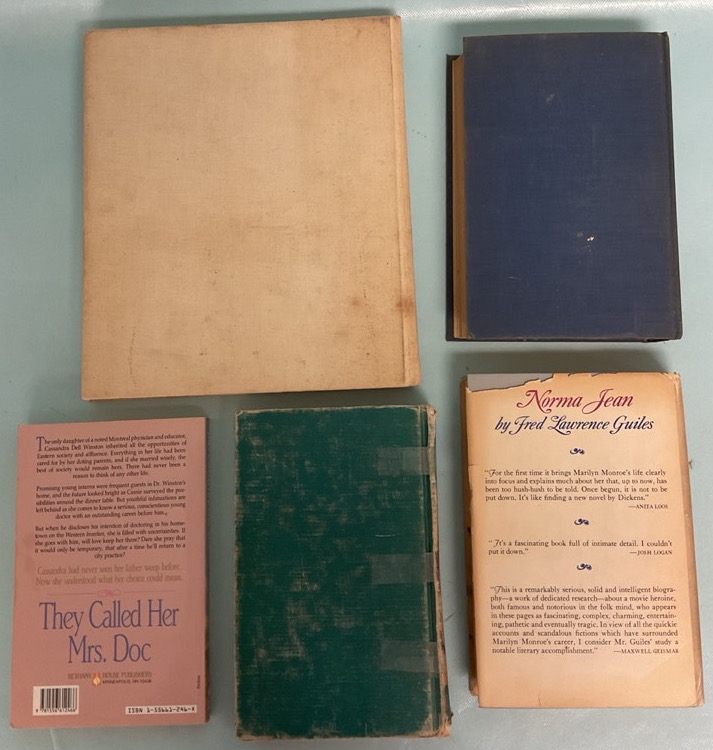 Norma Jean
by Fred Lawrence Guiles
"For the first time it brings Marilyn Monroe's life clearly
into focus and explains much about her that, up to now, has
been too hush-hush to be told. Once begun, it is not to be
put down. It's like finding a new novel by Dickens."
—ANITA LOOS
"It's a fascinating book full of intimate detail. I couldn't
put it down." —JOSH LOGAN
"This is a remarkably serious, solid and intelligent biogra-
phy—a work of dedicated research—about a movie heroine,
both famous and notorious in the folk mind, who appears
in these pages as fascinating, complex, charming, entertain-
ing, pathetic and eventually tragic. In view of all the quickie
accounts and scandalous fictions which have surrounded
Marilyn Monroe's career, I consider Mr. Guiles' study a
notable literary accomplishment." —MAXWELL GEISMAR
The only daughter of a noted Montreal physician and educator,
Cassandra Dell Winston inherited all the opportunities of
Eastern society and affluence. Everything in her life had been
cared for by her doting parents, and if she married wisely, the
best of society would remain hers. There had never been a
reason to think of any other life.
Promising young interns were frequent guests in Dr. Winston's
home, and the future looked bright as Cassie surveyed the pos-
sibilities around the dinner table. But youthful infatuations are
left behind as she comes to know a serious, conscientious young
doctor with an outstanding career before him.
But when he discloses his intention of doctoring in his home-
town on the Western frontier, she is filled with uncertainties. If
she goes with him, will love keep them there? Dare she pray that
it would only be temporary, that after a time he'll return to a
city practice?
Cassandra had never seen her father weep before.
Now she understood what her choice could mean.
They Called Her
Mrs. Doc
BETHANY HOUSE PUBLISHERS
MINNEAPOLIS, MN 55438
9 781556 612466
ISBN 1-55661-246-X